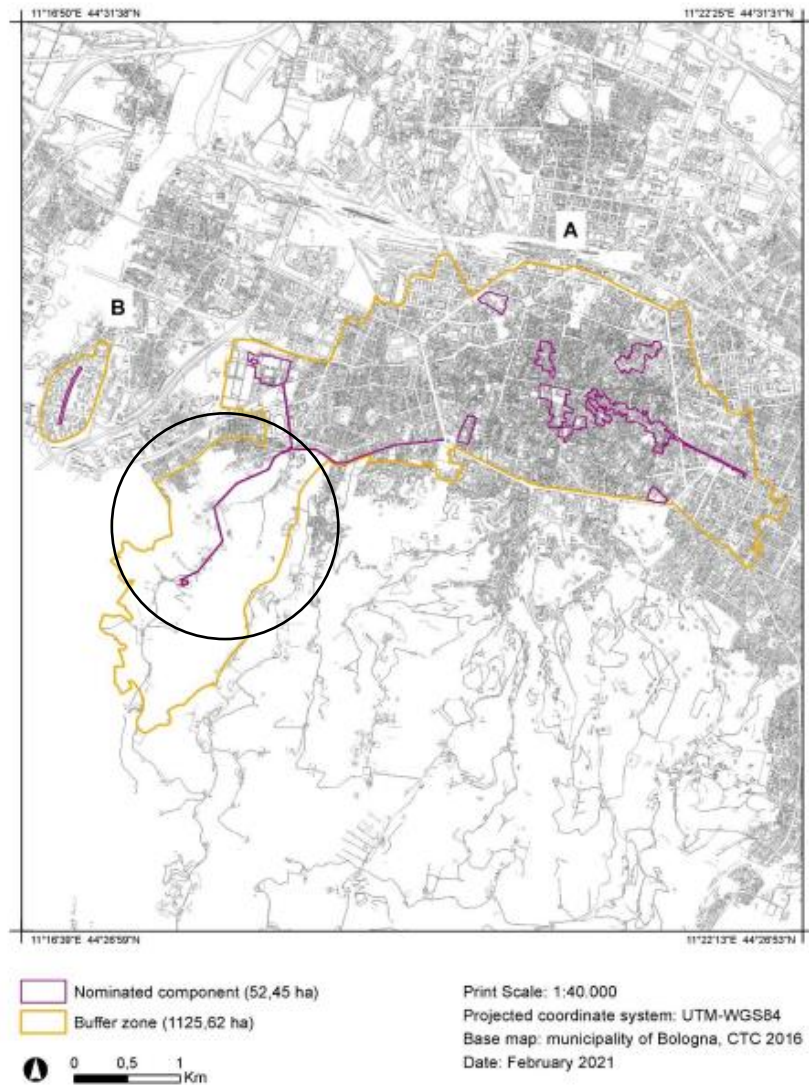 11°16'50"E 44°31'38" 11°22'25"E 44°31'31"
A
B
11°16'39"E 44°26'59" 11°22'13"E 44°26'53"
Nominated component (52,45 ha)
Buffer zone (1125,62 ha)
0 0,5 1
Km
Print Scale: 1:40.000
Projected coordinate system: UTM-WGS84
Base map: municipality of Bologna, CTC 2016
Date: February 2021